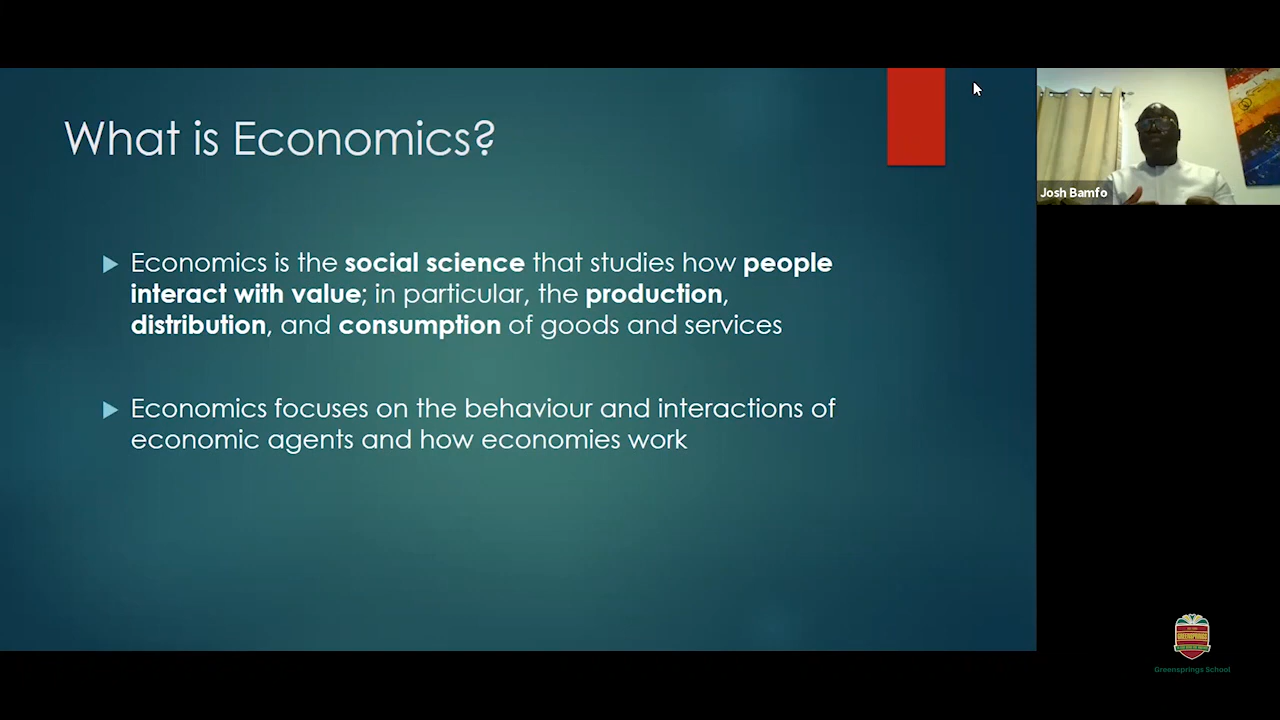 What is Economics?
Economics is the social science that studies how people
interact with value; in particular, the production,
distribution, and consumption of goods and services
Economics focuses on the behaviour and interactions of
economic agents and how economies work
Josh Bamfo
GREENSPRINGS
Greensprings School